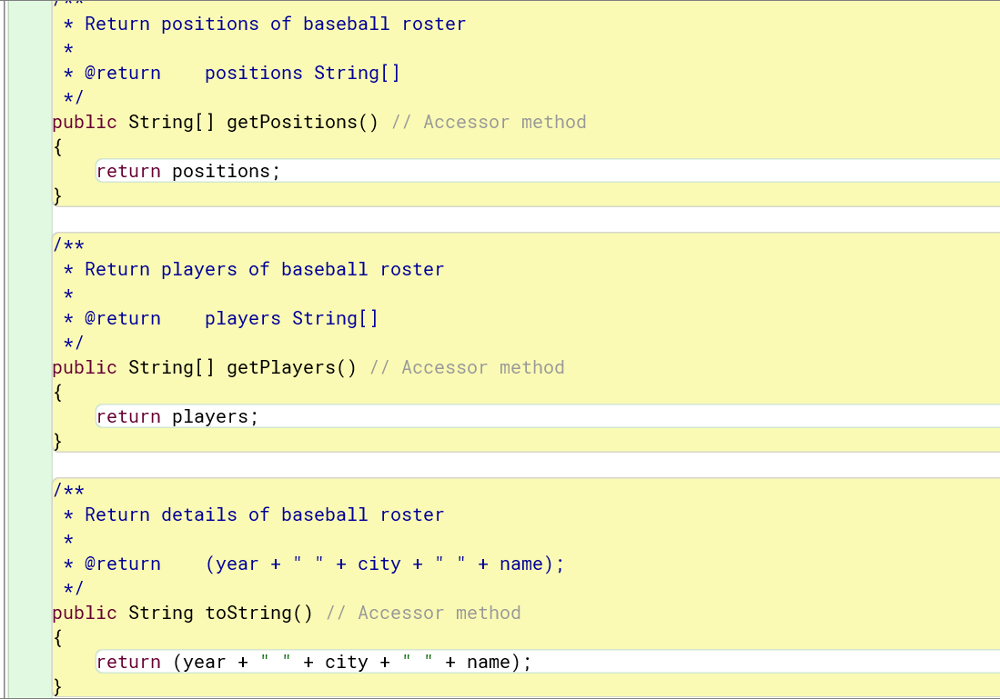 /**
 * Return positions of baseball roster
 *
 * @return    positions String[]
 */
public String[] getPositions() // Accessor method
{
    return positions;
}

/**
 * Return players of baseball roster
 *
 * @return    players String[]
 */
public String[] getPlayers() // Accessor method
{
    return players;
}

/**
 * Return details of baseball roster
 *
 * @return    (year + " " + city + " " + name);
 */
public String toString() // Accessor method
{
    return (year + " " + city + " " + name);
}